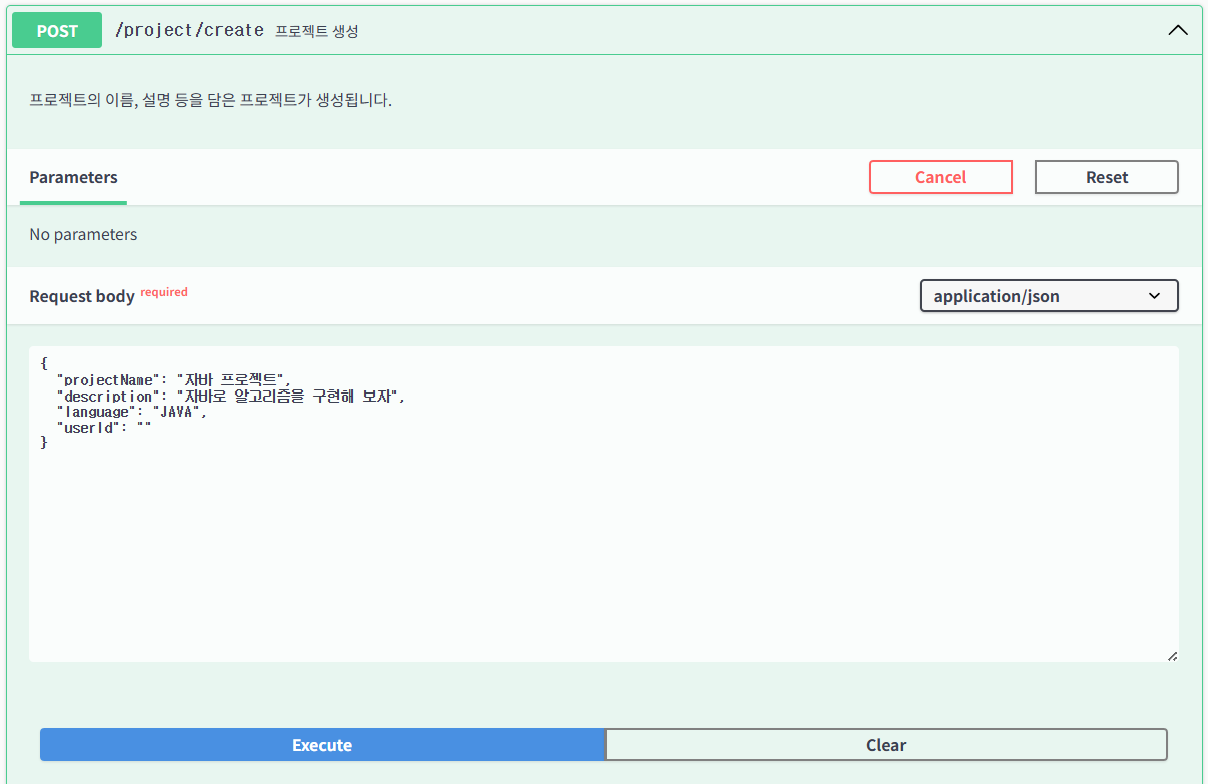 POST /project/create 프로젝트 생성
프로젝트의 이름, 설명 등을 담은 프로젝트가 생성됩니다.
Parameters Cancel Reset
No parameters
Request body required application/json
{
"projectName": "자바 프로젝트",
"description": "자바로 알고리즘을 구현해 보자",
"language": "JAVA",
"userId": ""
}
Execute Clear